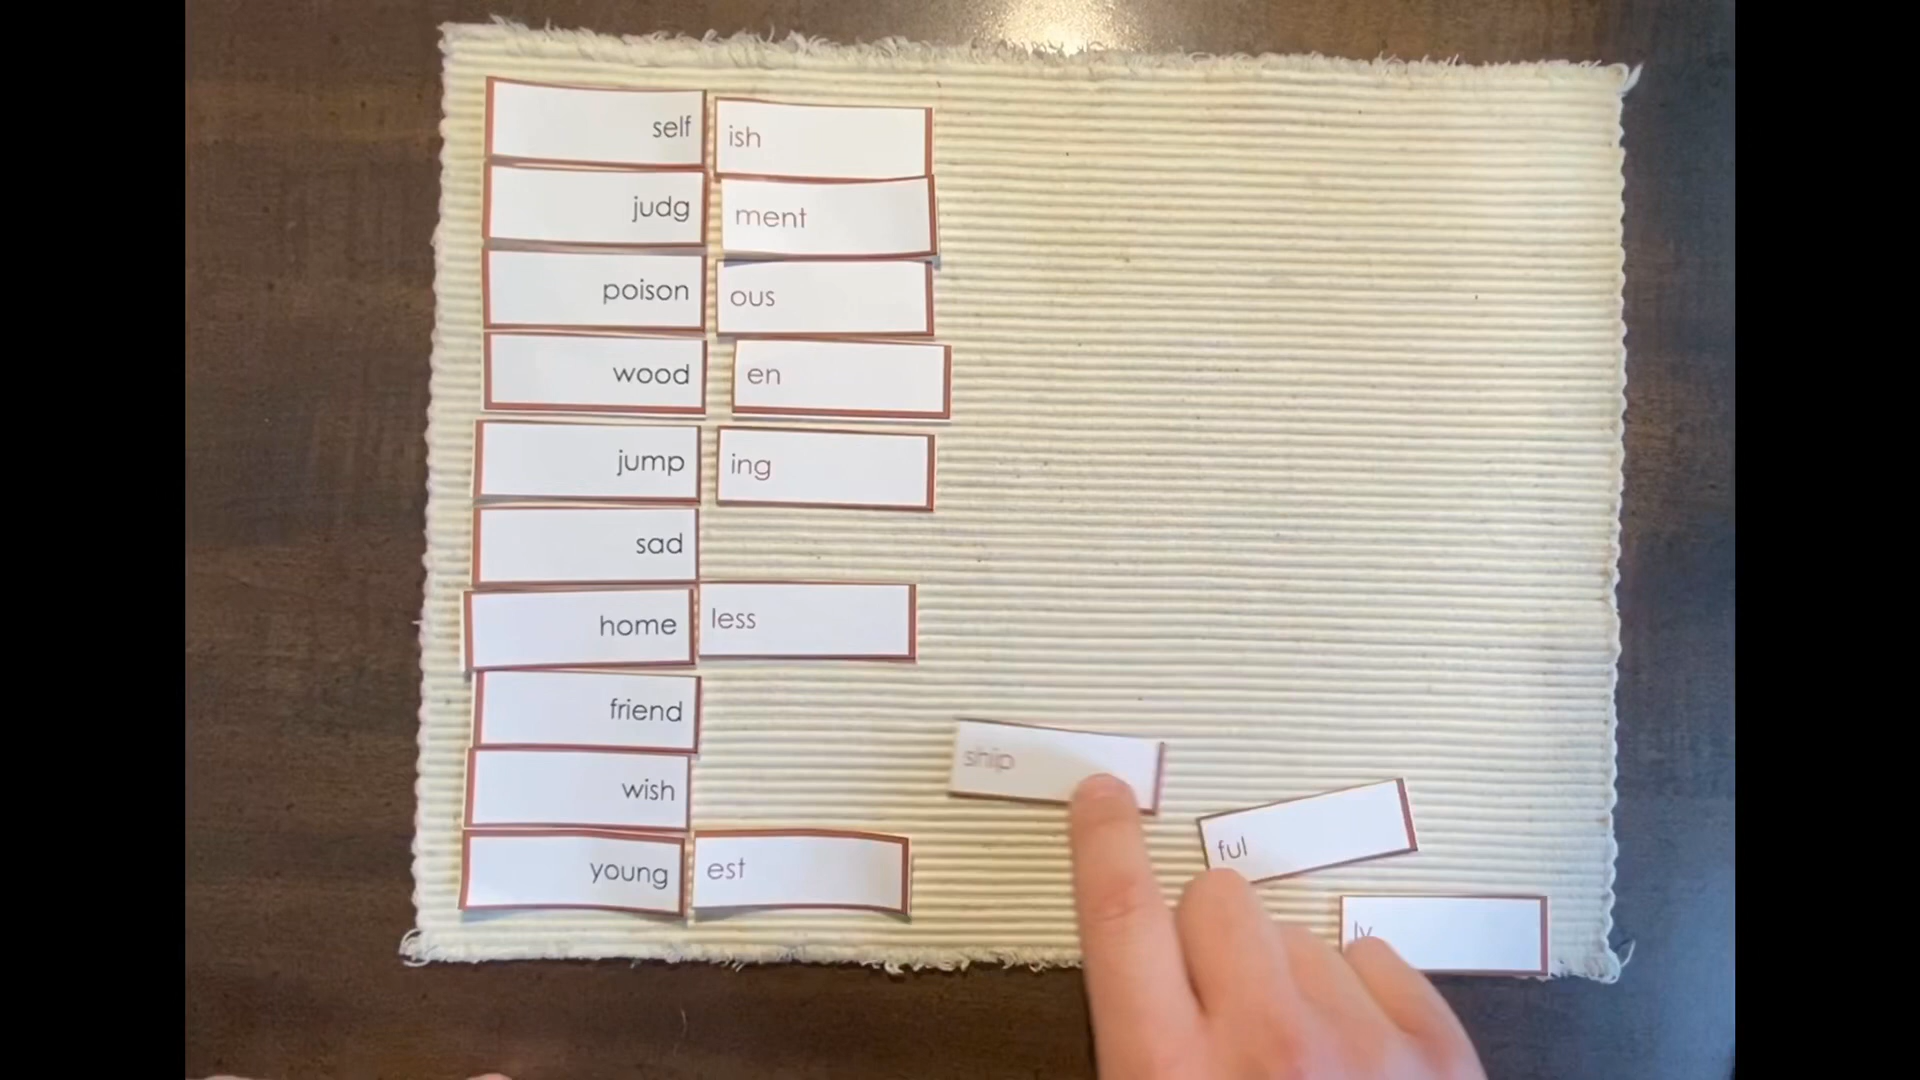 self ish
judg ment
poison ous
wood en
jump ing
sad
home less
friend
ship
wish
ful
young est
ly